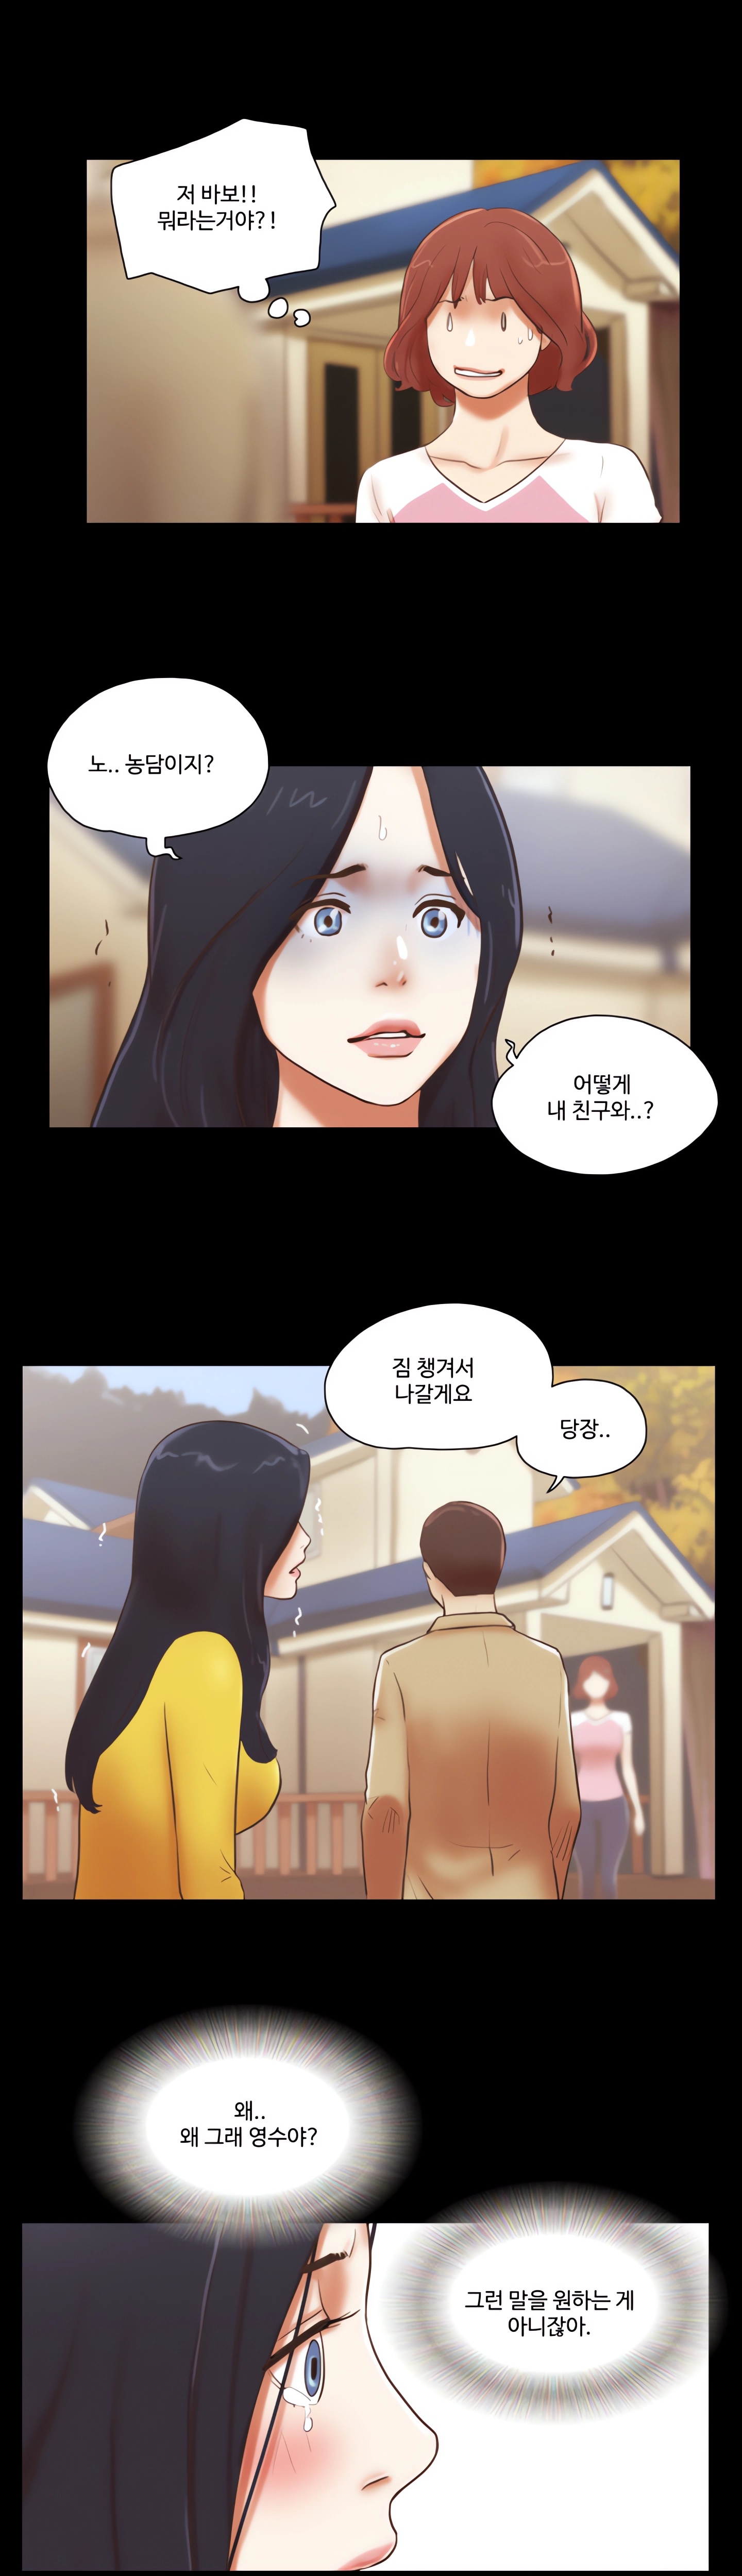 저 바보!!
뭐라는거야?!
노.. 농담이지?
어떻게
내 친구와..?
짐 챙겨서
나갈게요
당장..
왜..
왜 그래 영수야?
그런 말을 원하는 게
아니잖아.